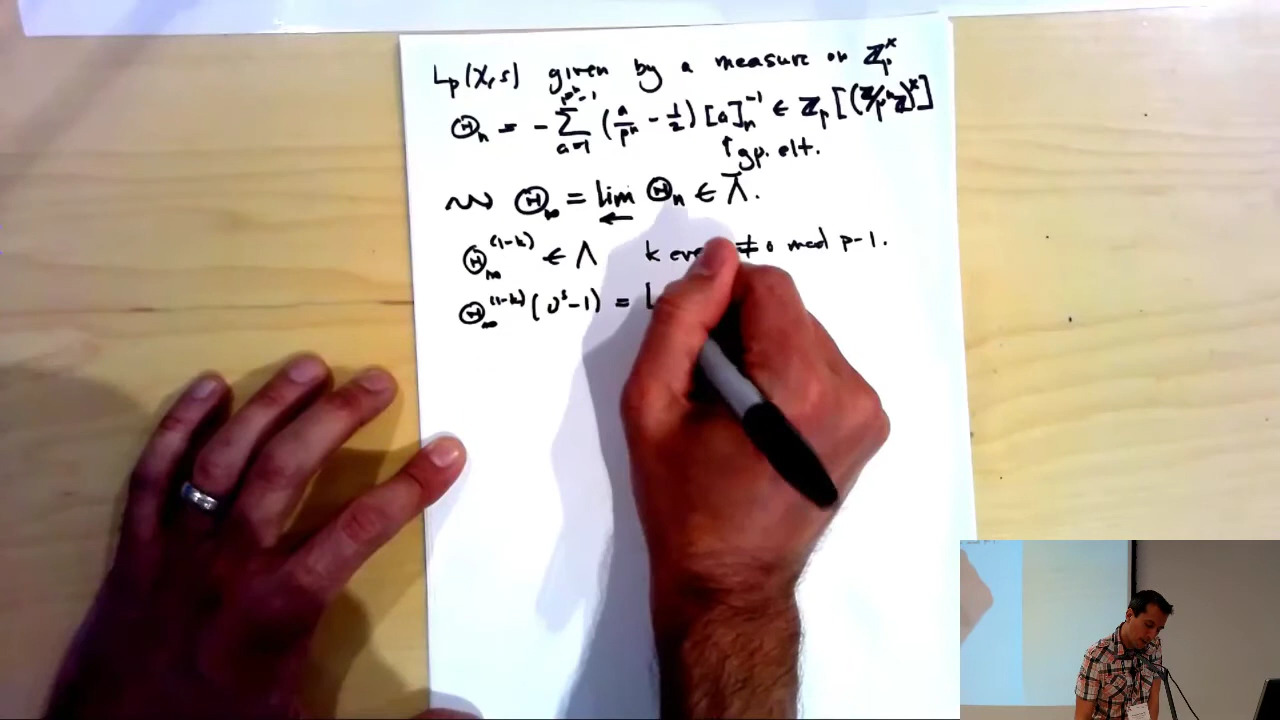 Lp(χ, s) given by a measure on ℤ_p^×
Θ_n = - ∑_{a=1}^{p^n-1} (a/p^n - 1/2) [a]_n^{-1} ∈ ℤ_p[(ℤ/p^nℤ)^×]
↑ gp. elt.
⇝ Θ_∞ = lim← Θ_n ∈ Λ̃.
Θ_∞^{(1-k)} ∈ Λ k even ≢ 0 mod p-1.
Θ_∞^{(1-k)} (υ^s - 1) = L